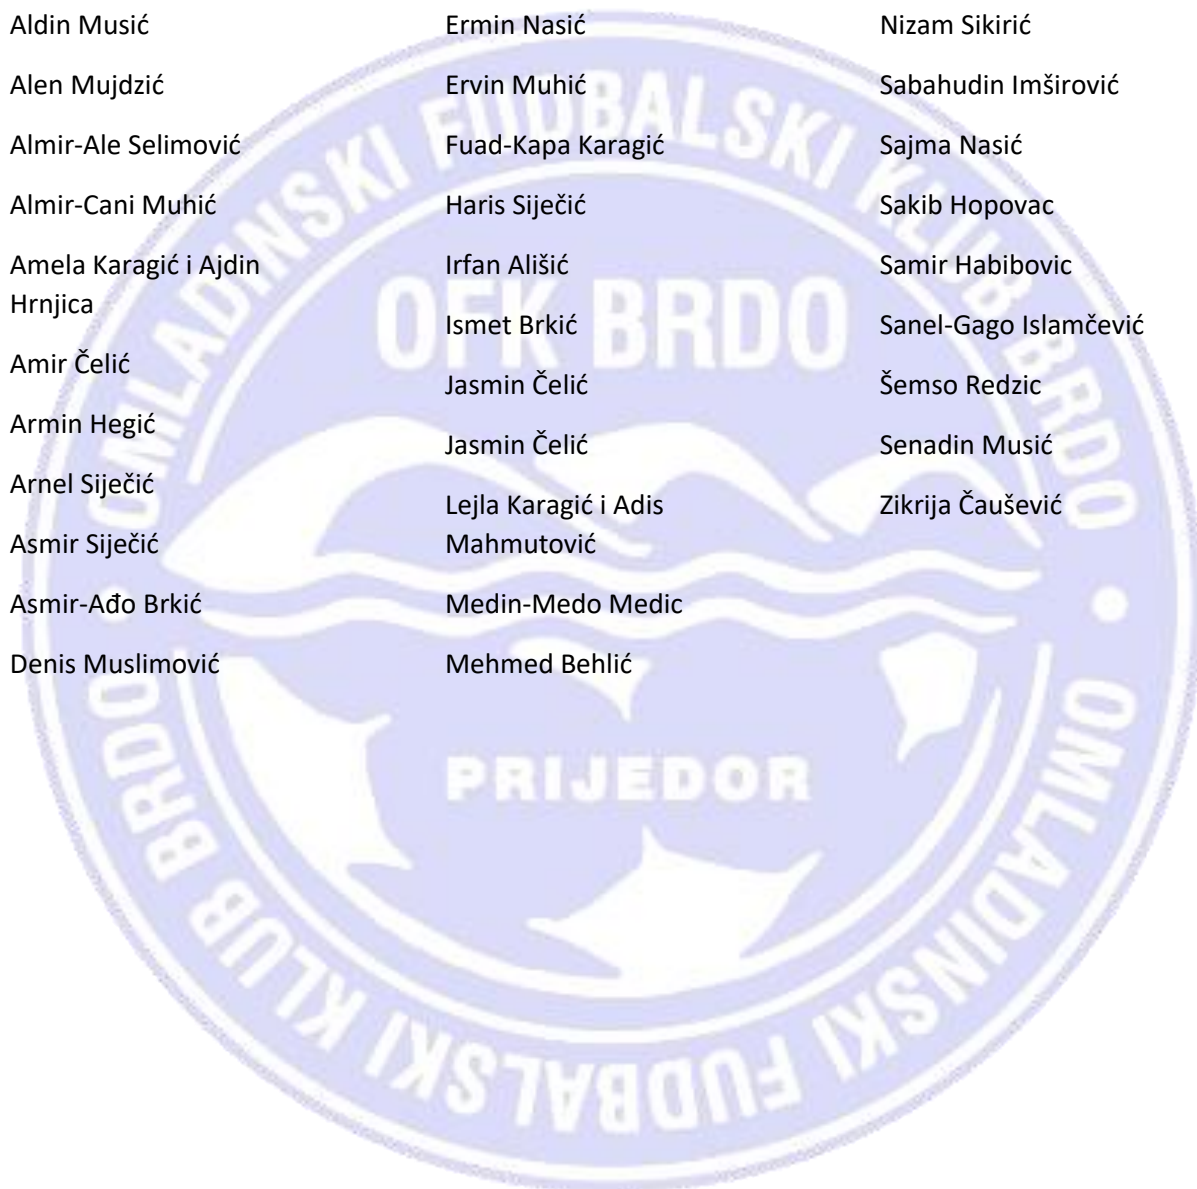 Aldin Musić
Alen Mujdzić
Almir-Ale Selimović
Almir-Cani Muhić
Amela Karagić i Ajdin
Hrnjica
Amir Čelić
Armin Hegić
Arnel Siječić
Asmir Siječić
Asmir-Ađo Brkić
Denis Muslimović
Ermin Nasić
Ervin Muhić
Fuad-Kapa Karagić
Haris Siječić
Irfan Ališić
Ismet Brkić
Jasmin Čelić
Jasmin Čelić
Lejla Karagić i Adis
Mahmutović
Medin-Medo Medic
Mehmed Behlić
Nizam Sikirić
Sabahudin Imširović
Sajma Nasić
Sakib Hopovac
Samir Habibovic
Sanel-Gago Islamčević
Šemso Redzic
Senadin Musić
Zikrija Čaušević
OMLADINSKI FUDBALSKI KLUB BRDO
OFK BRDO
PRIJEDOR
OMLADINSKI FUDBALSKI KLUB BRDO